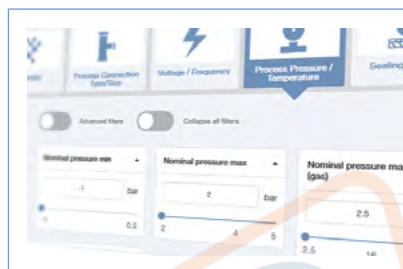 Process Connection
Type/Size
Voltage / Frequency
Process Pressure /
Temperature
Sealing
Advanced filters
Collapse all filters
Nominal pressure min
Nominal pressure max
Nominal pressure ma
(gas)
-1
bar
2
bar
2.5
0.5
2
4
5
2.5
16